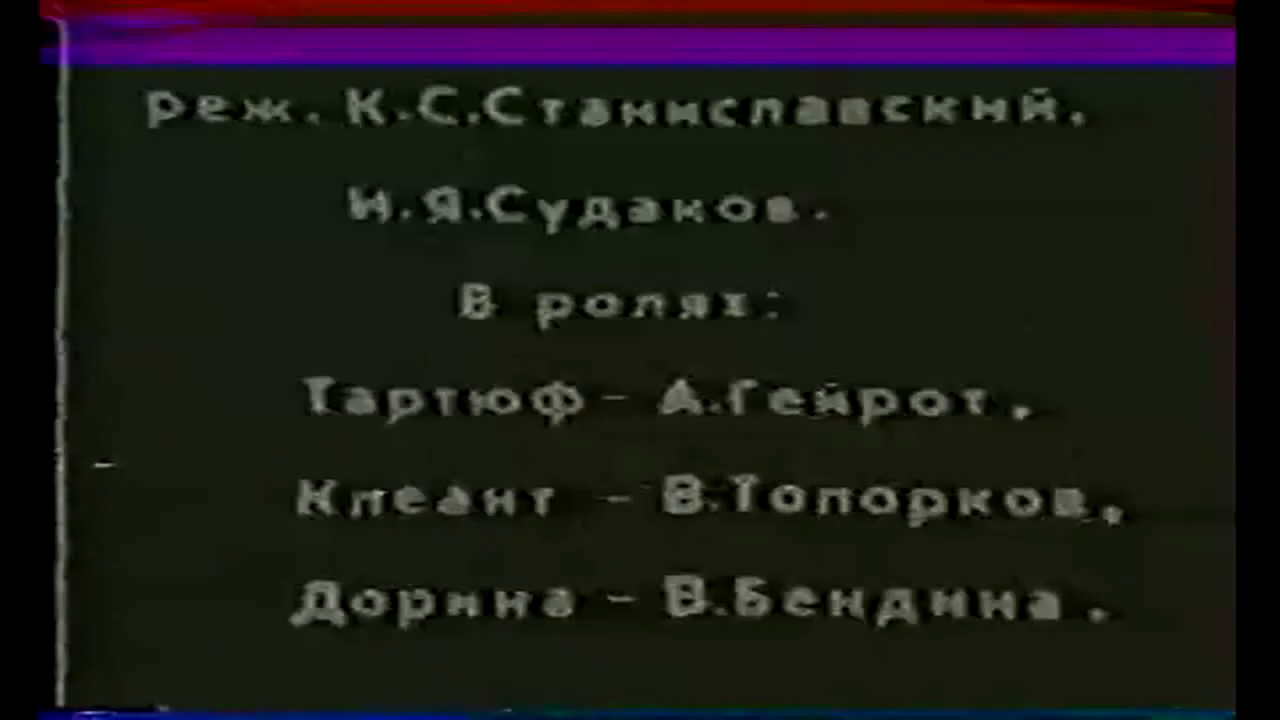 реж. К.С.Станиславский,
И.Я.Судаков.
В ролях:
Тартюф - А.Гейрот,
Клеант - В.Топорков,
Дорина - В.Бендина.